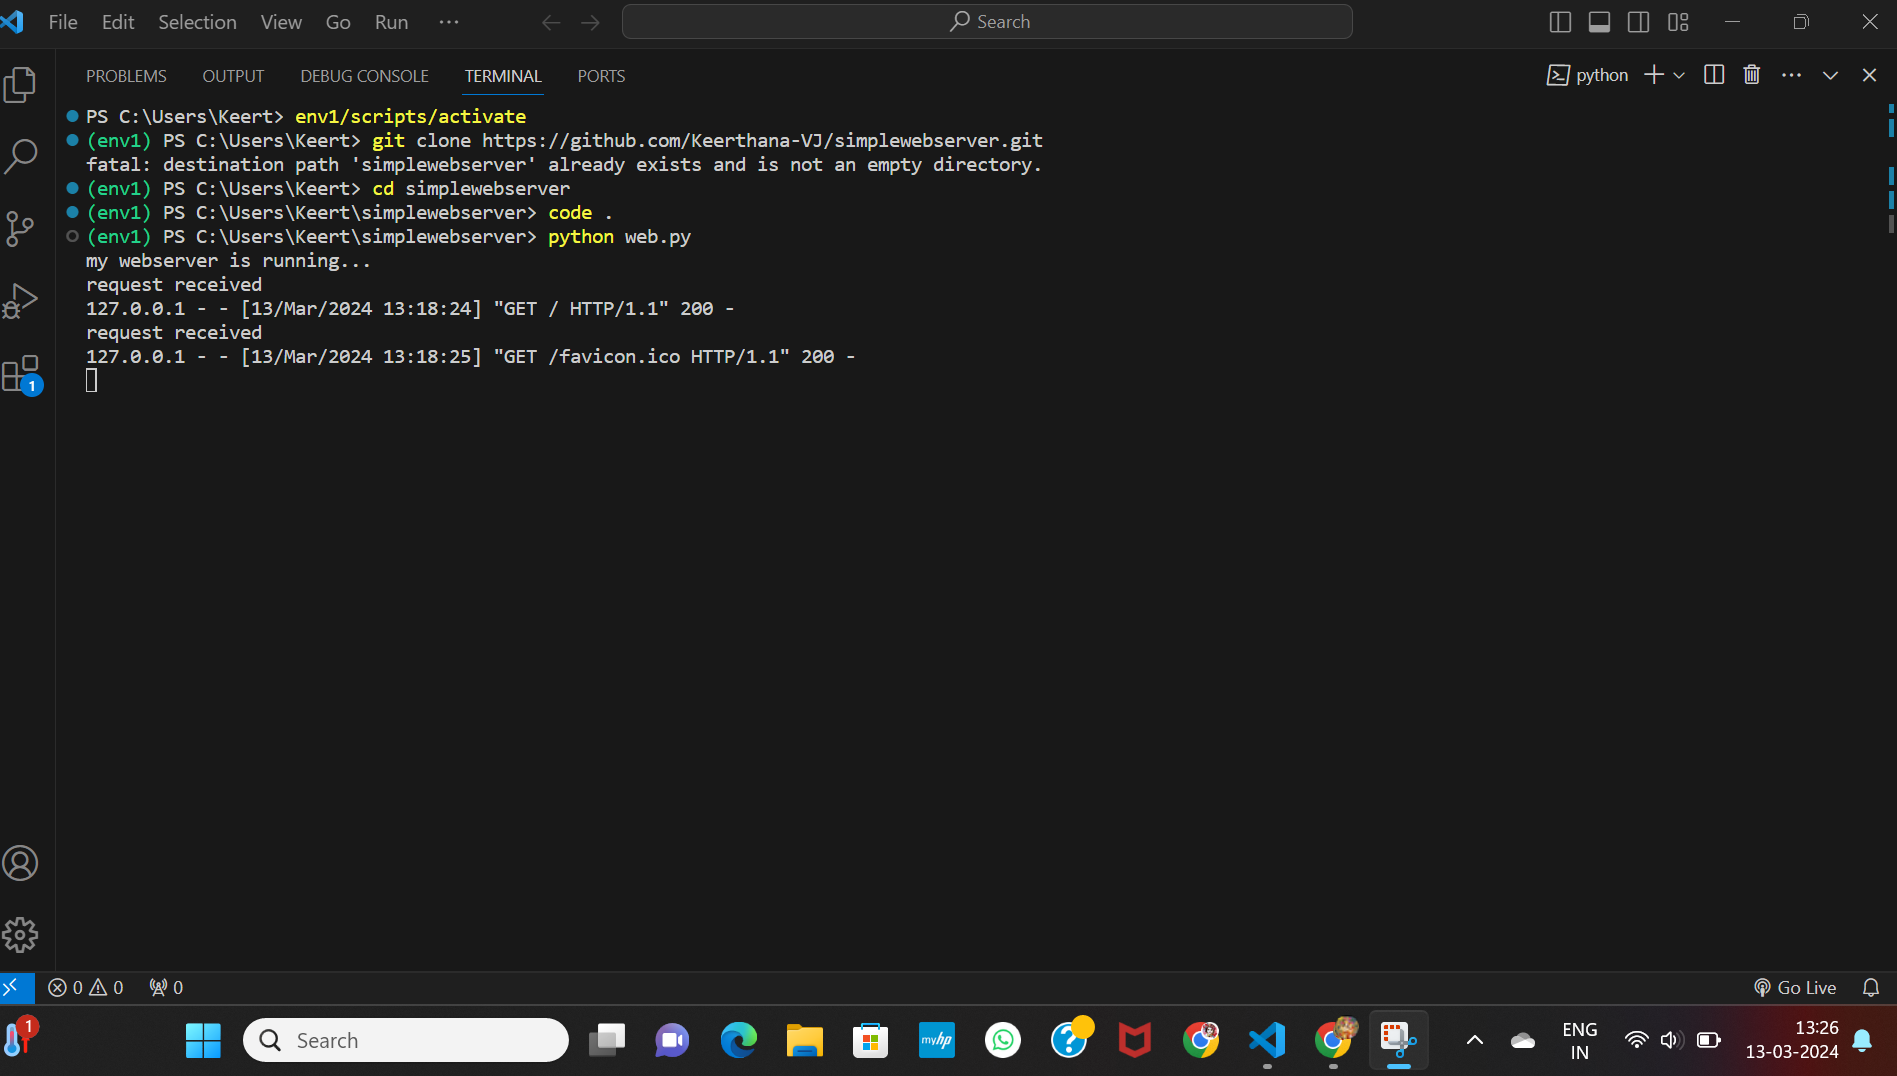 File Edit Selection View Go Run ···
Search
PROBLEMS OUTPUT DEBUG CONSOLE TERMINAL PORTS
python
PS C:\Users\Keert> env1/scripts/activate
(env1) PS C:\Users\Keert> git clone https://github.com/Keerthana-VJ/simplewebserver.git
fatal: destination path 'simplewebserver' already exists and is not an empty directory.
(env1) PS C:\Users\Keert> cd simplewebserver
(env1) PS C:\Users\Keert\simplewebserver> code .
(env1) PS C:\Users\Keert\simplewebserver> python web.py
my webserver is running...
request received
127.0.0.1 - - [13/Mar/2024 13:18:24] "GET / HTTP/1.1" 200 -
request received
127.0.0.1 - - [13/Mar/2024 13:18:25] "GET /favicon.ico HTTP/1.1" 200 -
1
0 0 0
Go Live
1
Search
myhp
?
ENG
IN
13:26
13-03-2024